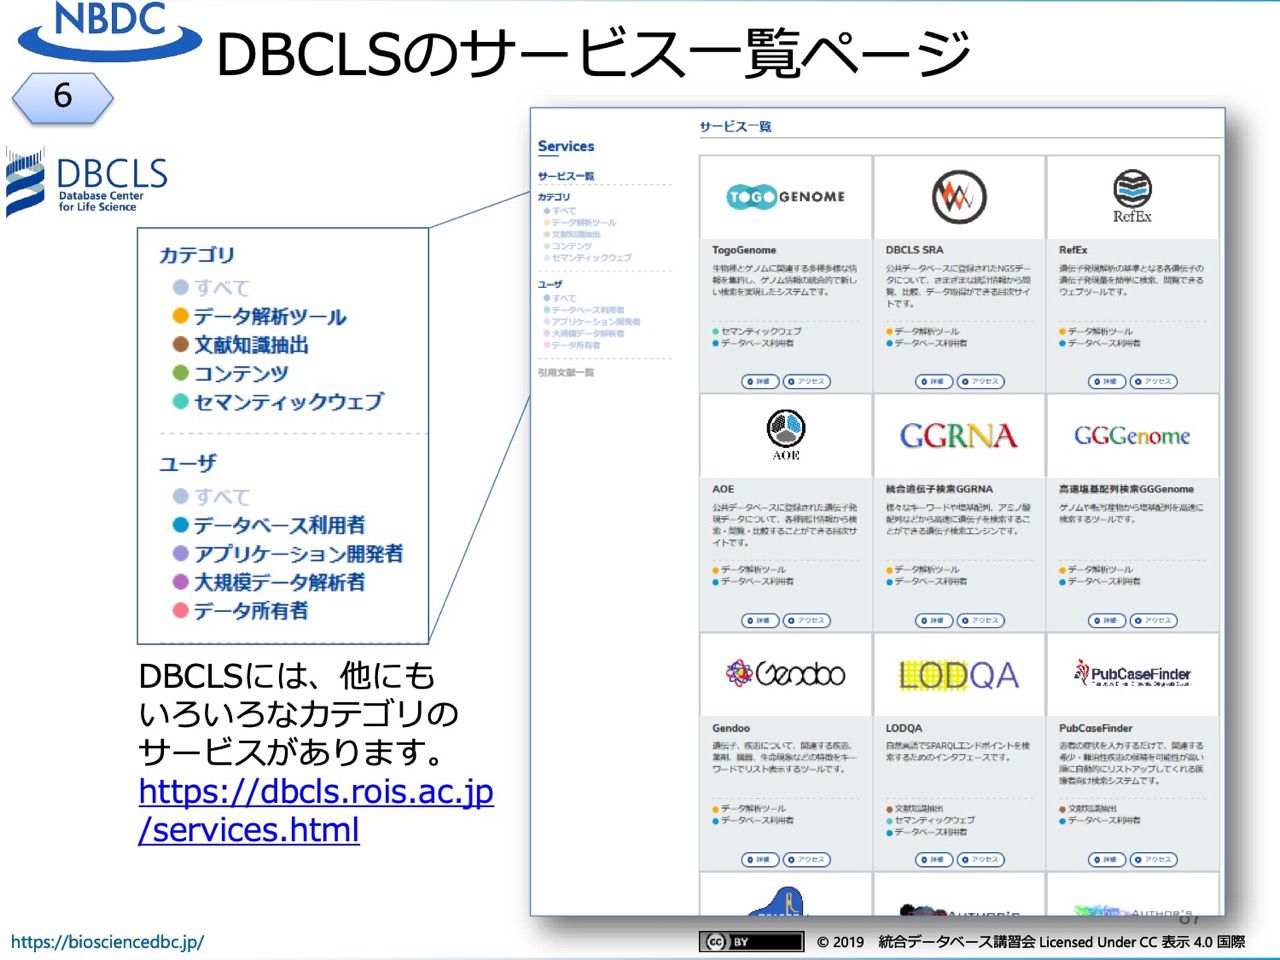 NBDC
DBCLSのサービス一覧ページ
6
DBCLS
Database Center
for Life Science
カテゴリ
すべて
データ解析ツール
文献知識抽出
コンテンツ
セマンティックウェブ
ユーザ
すべて
データベース利用者
アプリケーション開発者
大規模データ解析者
データ所有者
DBCLSには、他にも
いろいろなカテゴリの
サービスがあります。
https://dbcls.rois.ac.jp
/services.html
Services
サービス一覧
カテゴリ
すべて
データ解析ツール
文献知識抽出
コンテンツ
セマンティックウェブ
ユーザ
すべて
データベース利用者
アプリケーション開発者
大規模データ解析者
データ所有者
引用文献一覧
サービス一覧
TOGOGENOME
TogoGenome
生物種とゲノムに関連する多種多様な情
報を集約し、ゲノム情報の統合的で新し
い検索を実現したシステムです。
セマンティックウェブ
データベース利用者
詳細 アクセス
DBCLS SRA
公共データベースに登録されたNGSデー
タについて、さまざまな統計情報から閲
覧、比較、データ取得ができる目次サイ
トです。
データ解析ツール
データベース利用者
詳細 アクセス
RefEx
RefEx
遺伝子発現解析の基準となる各遺伝子の
遺伝子発現量を簡単に検索、閲覧できる
ウェブツールです。
データ解析ツール
データベース利用者
詳細 アクセス
AOE
AOE
公共データベースに登録された遺伝子発
現データについて、各種統計情報から検
索・閲覧・比較することができる目次サ
イトです。
データ解析ツール
データベース利用者
詳細 アクセス
GGRNA
統合遺伝子検索GGRNA
様々なキーワードや塩基配列、アミノ酸
配列などから高速に遺伝子を検索するこ
とができる遺伝子検索エンジンです。
データ解析ツール
データベース利用者
詳細 アクセス
GGGenome
高速塩基配列検索GGGenome
ゲノムや転写産物から塩基配列を高速に
検索するツールです。
データ解析ツール
データベース利用者
詳細 アクセス
Gendoo
Gendoo
遺伝子、疾患について、関連する疾患、
薬剤、臓器、生命現象などの特徴をキー
ワードでリスト表示するツールです。
データ解析ツール
データベース利用者
詳細 アクセス
LODQA
LODQA
自然言語でSPARQLエンドポイントを検
索するためのインタフェースです。
文献知識抽出
セマンティックウェブ
データベース利用者
詳細 アクセス
PubCaseFinder
PubCaseFinder
患者の症状を入力するだけで、関連する
希少・難治性疾患の候補を可能性が高い
順に自動的にリストアップしてくれる医
療者向け検索システムです。
文献知識抽出
データベース利用者
詳細 アクセス
67
https://biosciencedbc.jp/
CC BY
© 2019 統合データベース講習会 Licensed Under CC 表示 4.0 国際